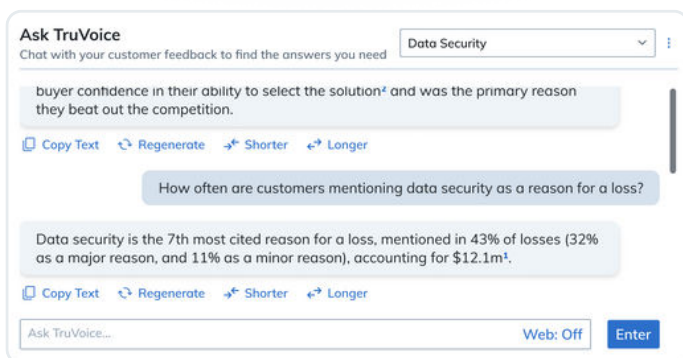 Ask TruVoice
Chat with your customer feedback to find the answers you need
Data Security
buyer confidence in their ability to select the solution² and was the primary reason
they beat out the competition.
Copy Text Regenerate Shorter Longer
How often are customers mentioning data security as a reason for a loss?
Data security is the 7th most cited reason for a loss, mentioned in 43% of losses (32%
as a major reason, and 11% as a minor reason), accounting for $12.1m¹.
Copy Text Regenerate Shorter Longer
Ask TruVoice... Web: Off Enter